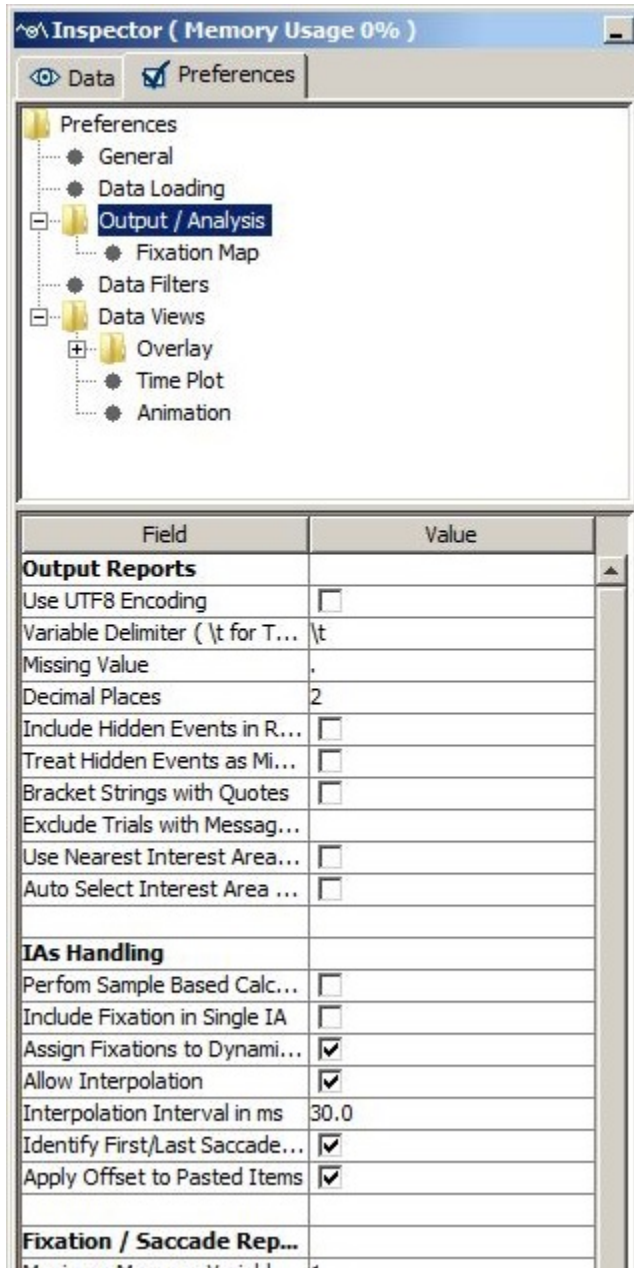 Inspector ( Memory Usage 0% )
Data Preferences
Preferences
General
Data Loading
Output / Analysis
Fixation Map
Data Filters
Data Views
Overlay
Time Plot
Animation
Field Value
Output Reports
Use UTF8 Encoding
Variable Delimiter ( \t for T... \t
Missing Value .
Decimal Places 2
Include Hidden Events in R...
Treat Hidden Events as Mi...
Bracket Strings with Quotes
Exclude Trials with Messag...
Use Nearest Interest Area...
Auto Select Interest Area ...
IAs Handling
Perfom Sample Based Calc...
Include Fixation in Single IA
Assign Fixations to Dynami...
Allow Interpolation
Interpolation Interval in ms 30.0
Identify First/Last Saccade...
Apply Offset to Pasted Items
Fixation / Saccade Rep...